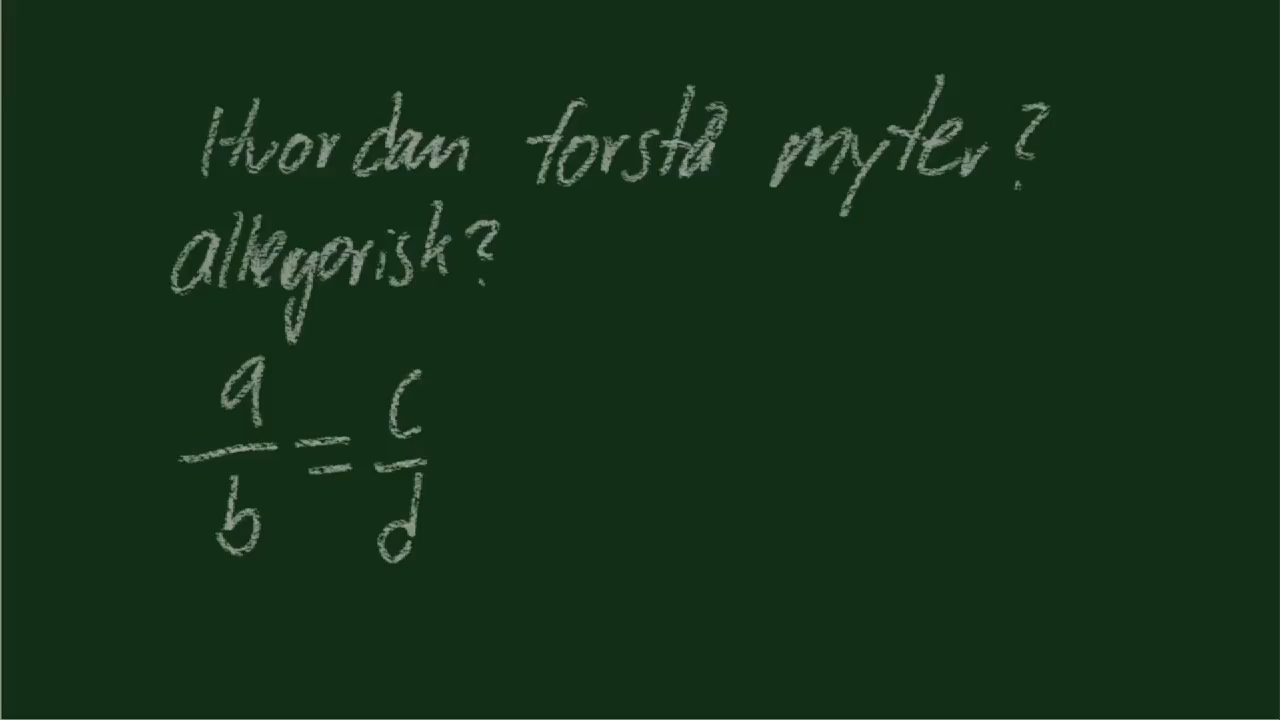 Hvordan forstå myter?
allegorisk?
a/b = c/d